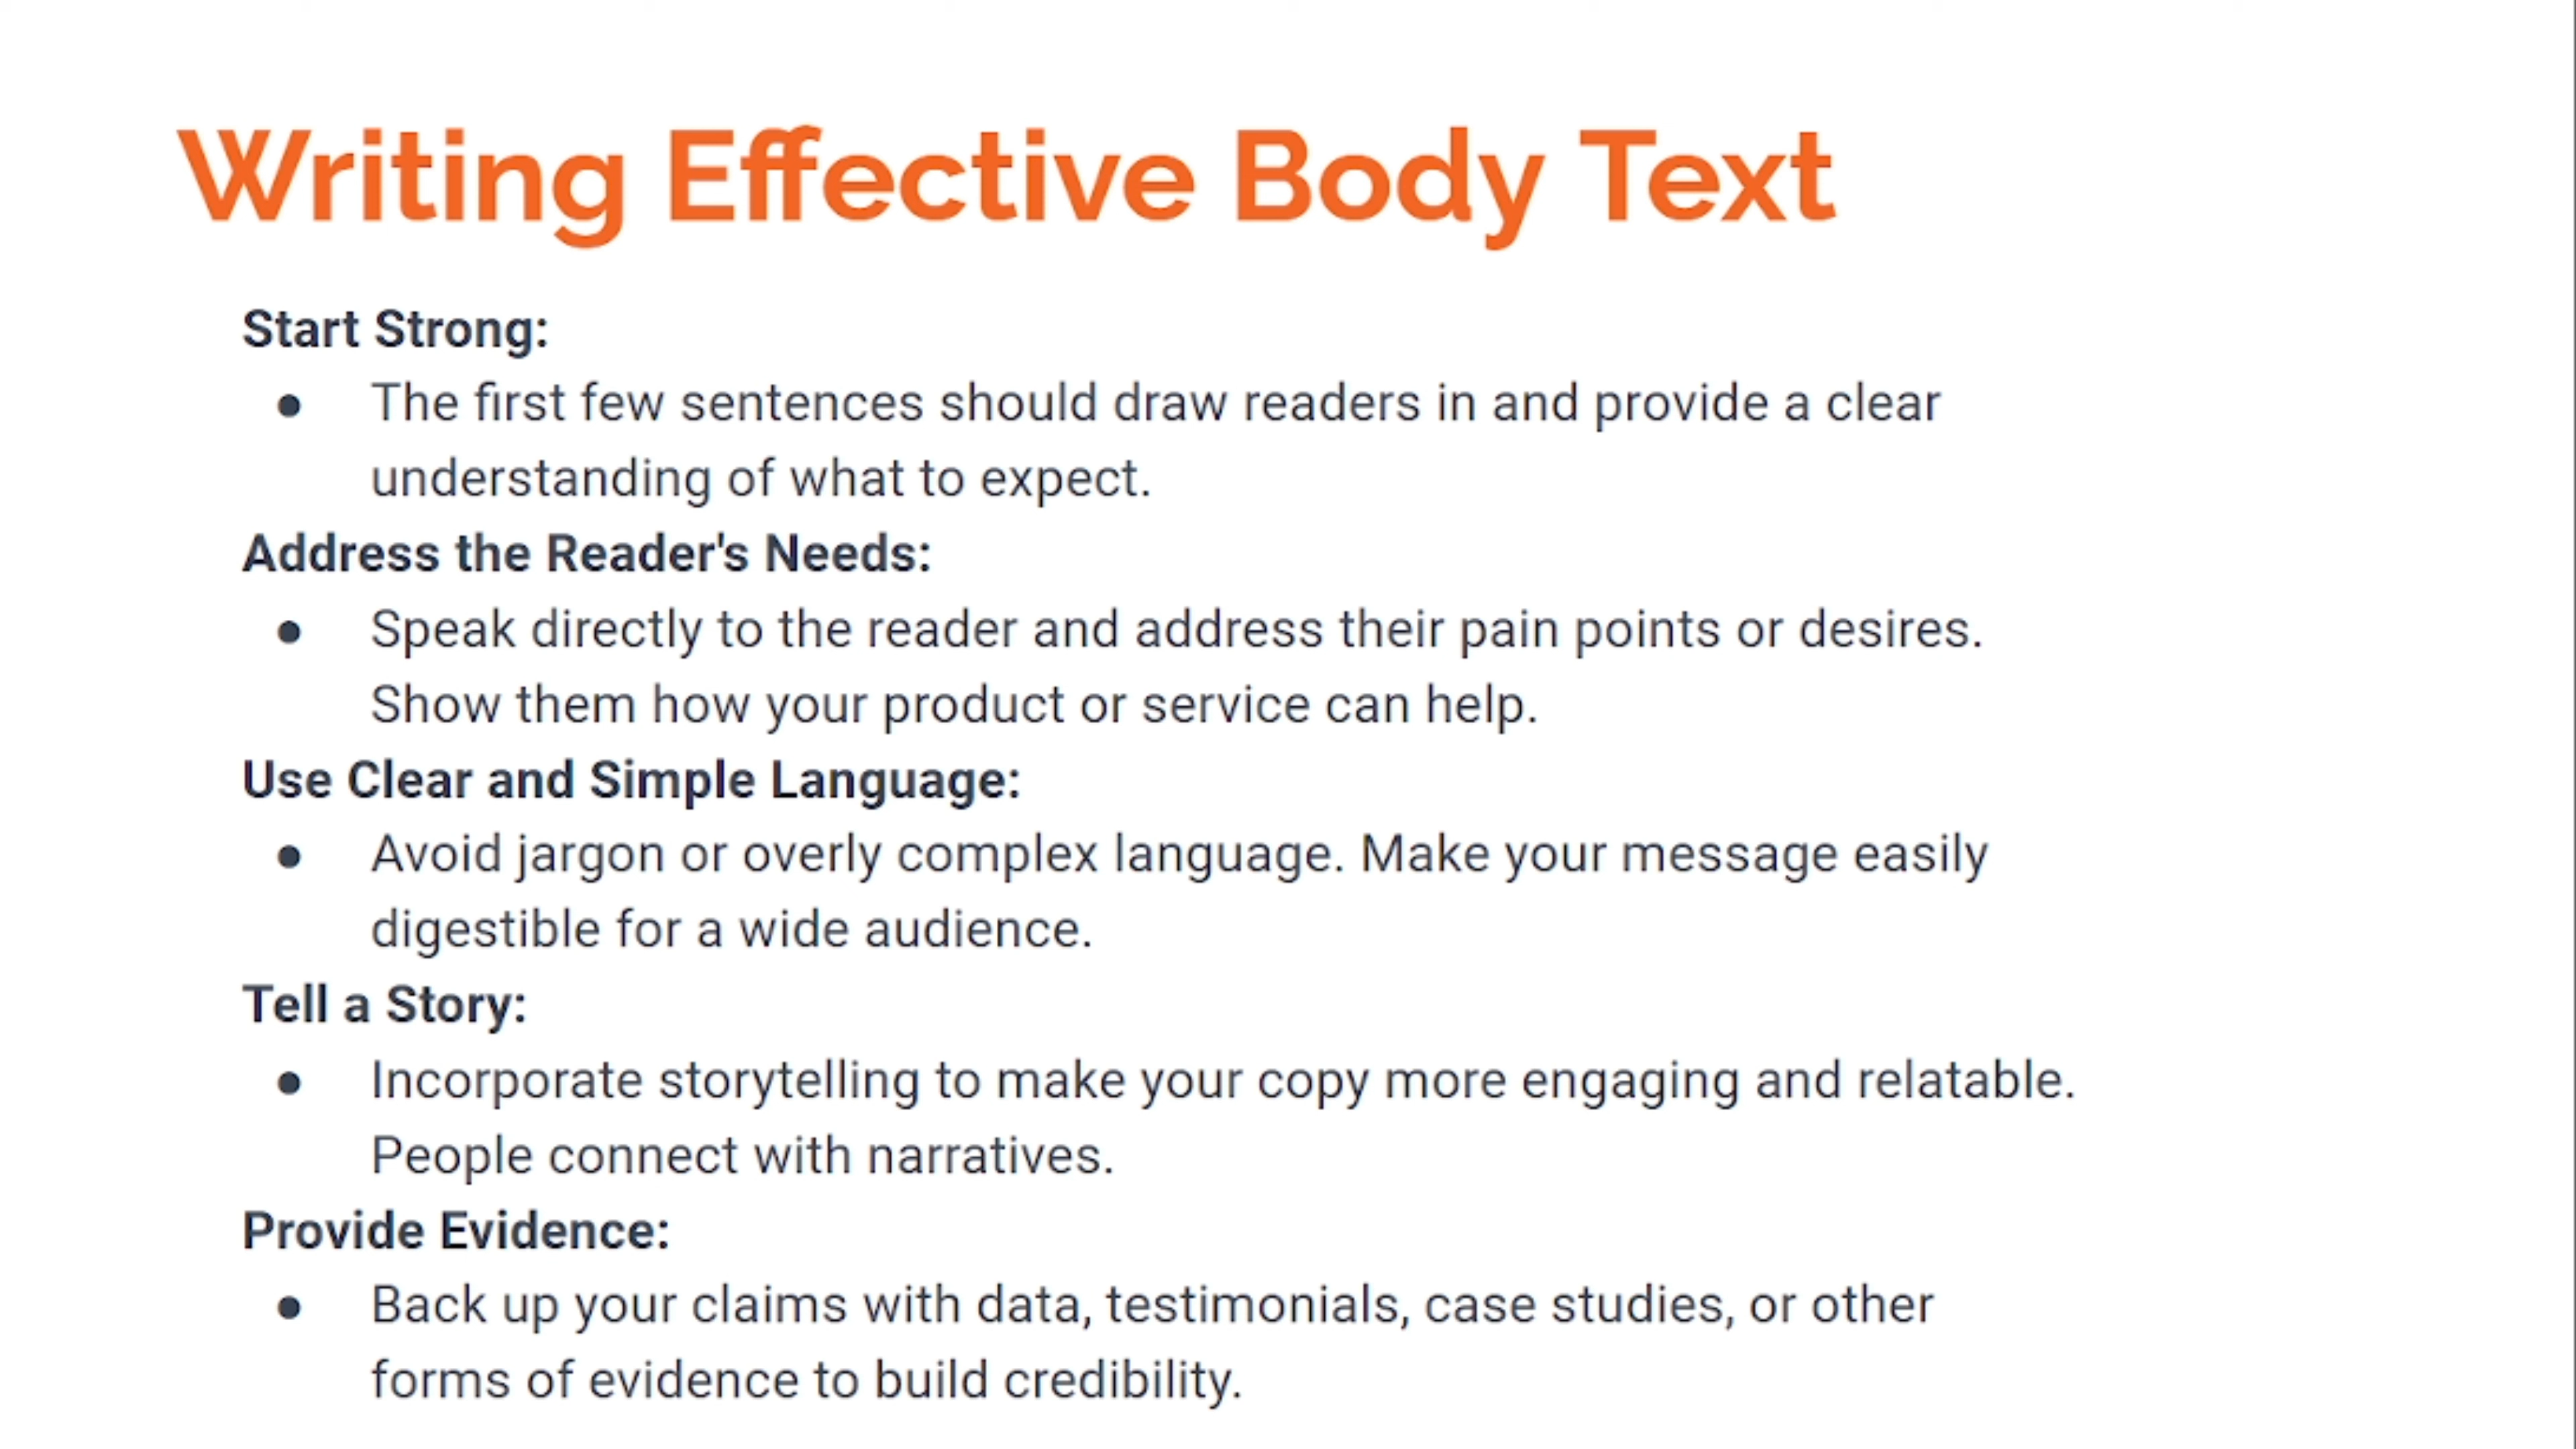 Writing Effective Body Text
Start Strong:
● The first few sentences should draw readers in and provide a clear
understanding of what to expect.
Address the Reader's Needs:
● Speak directly to the reader and address their pain points or desires.
Show them how your product or service can help.
Use Clear and Simple Language:
● Avoid jargon or overly complex language. Make your message easily
digestible for a wide audience.
Tell a Story:
● Incorporate storytelling to make your copy more engaging and relatable.
People connect with narratives.
Provide Evidence:
● Back up your claims with data, testimonials, case studies, or other
forms of evidence to build credibility.